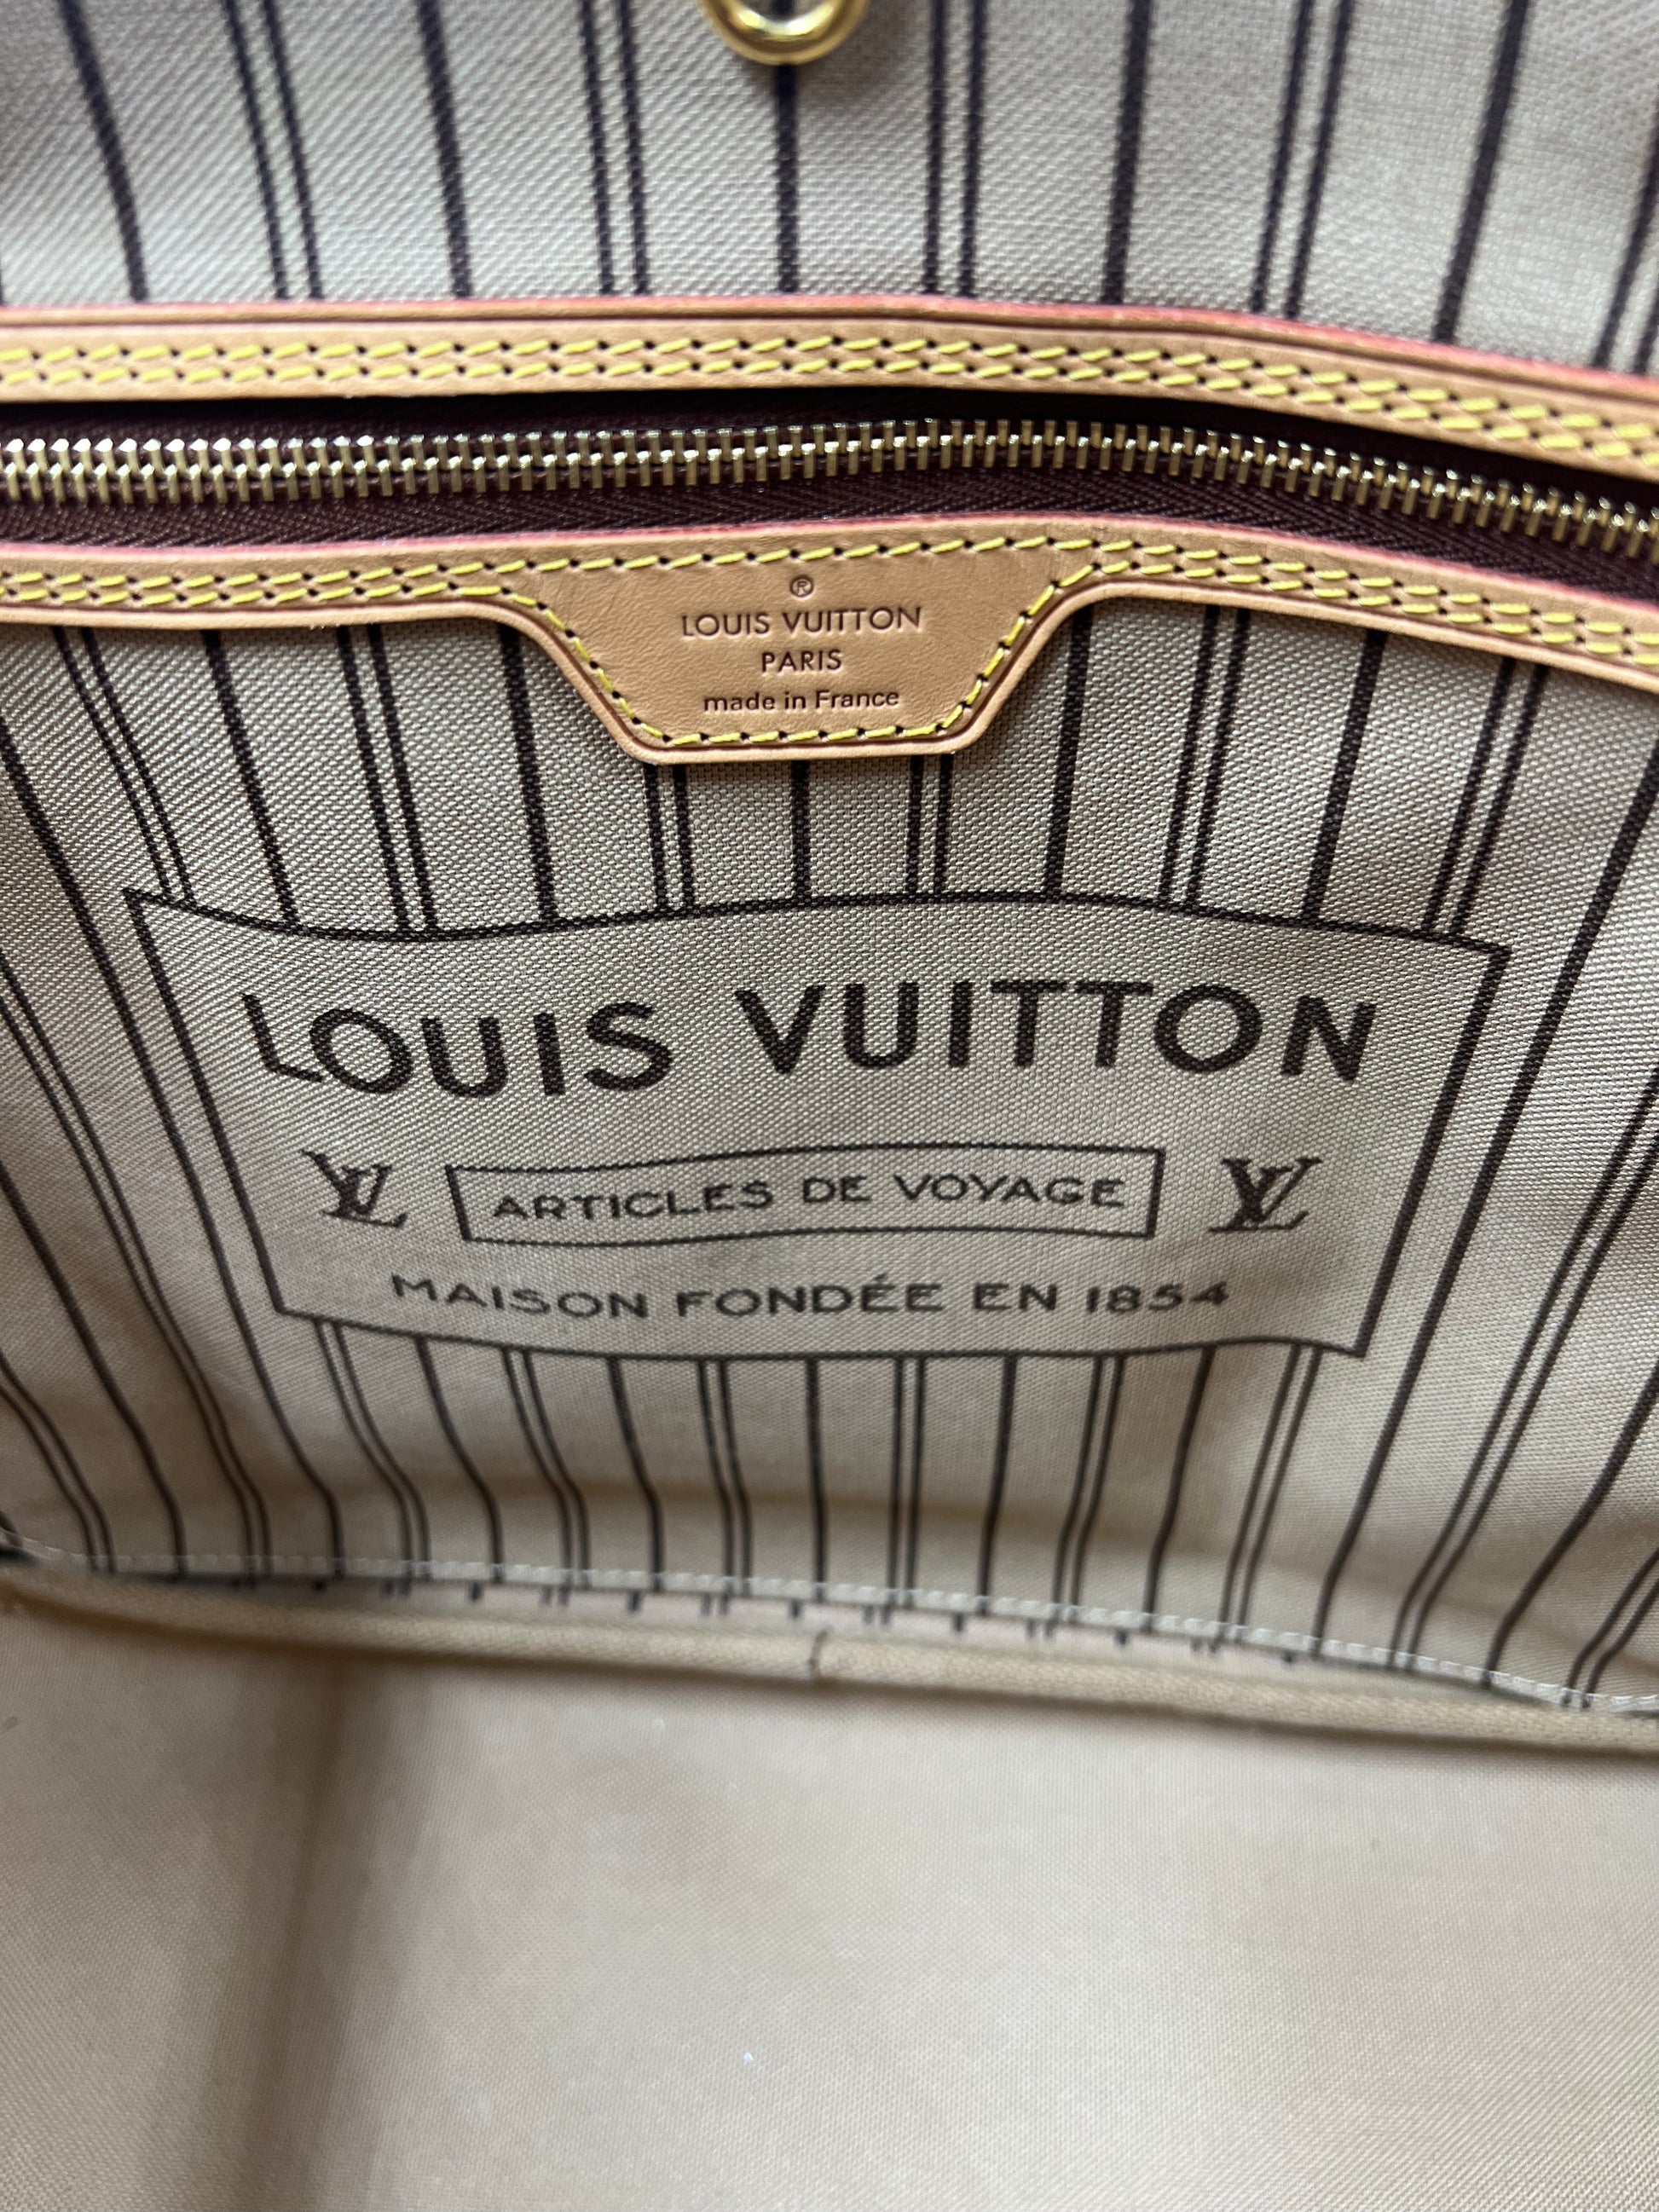 ®
LOUIS VUITTON
PARIS
made in France
LOUIS VUITTON
LV ARTICLES DE VOYAGE LV
MAISON FONDÉE EN 1854